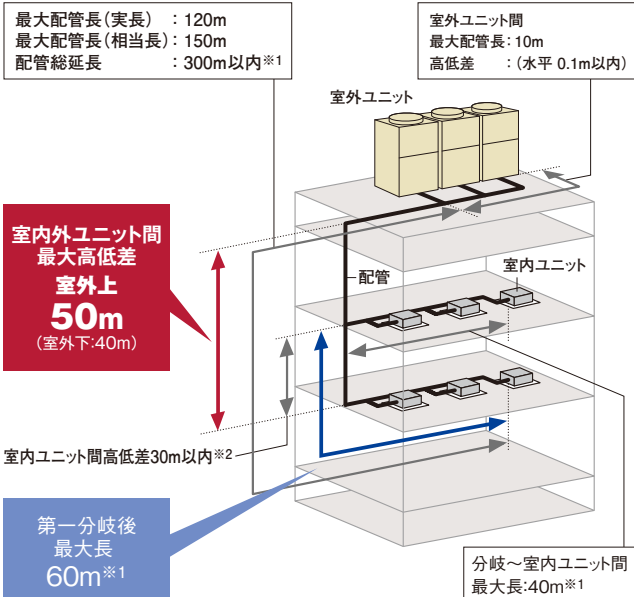 最大配管長(実長) : 120m
最大配管長(相当長) : 150m
配管総延長 : 300m以内※1
室外ユニット間
最大配管長: 10m
高低差 : (水平 0.1m以内)
室外ユニット
室内外ユニット間
最大高低差
室外上
50m
(室外下:40m)
配管
室内ユニット
室内ユニット間高低差30m以内※2
第一分岐後
最大長
60m※1
分岐～室内ユニット間
最大長:40m※1